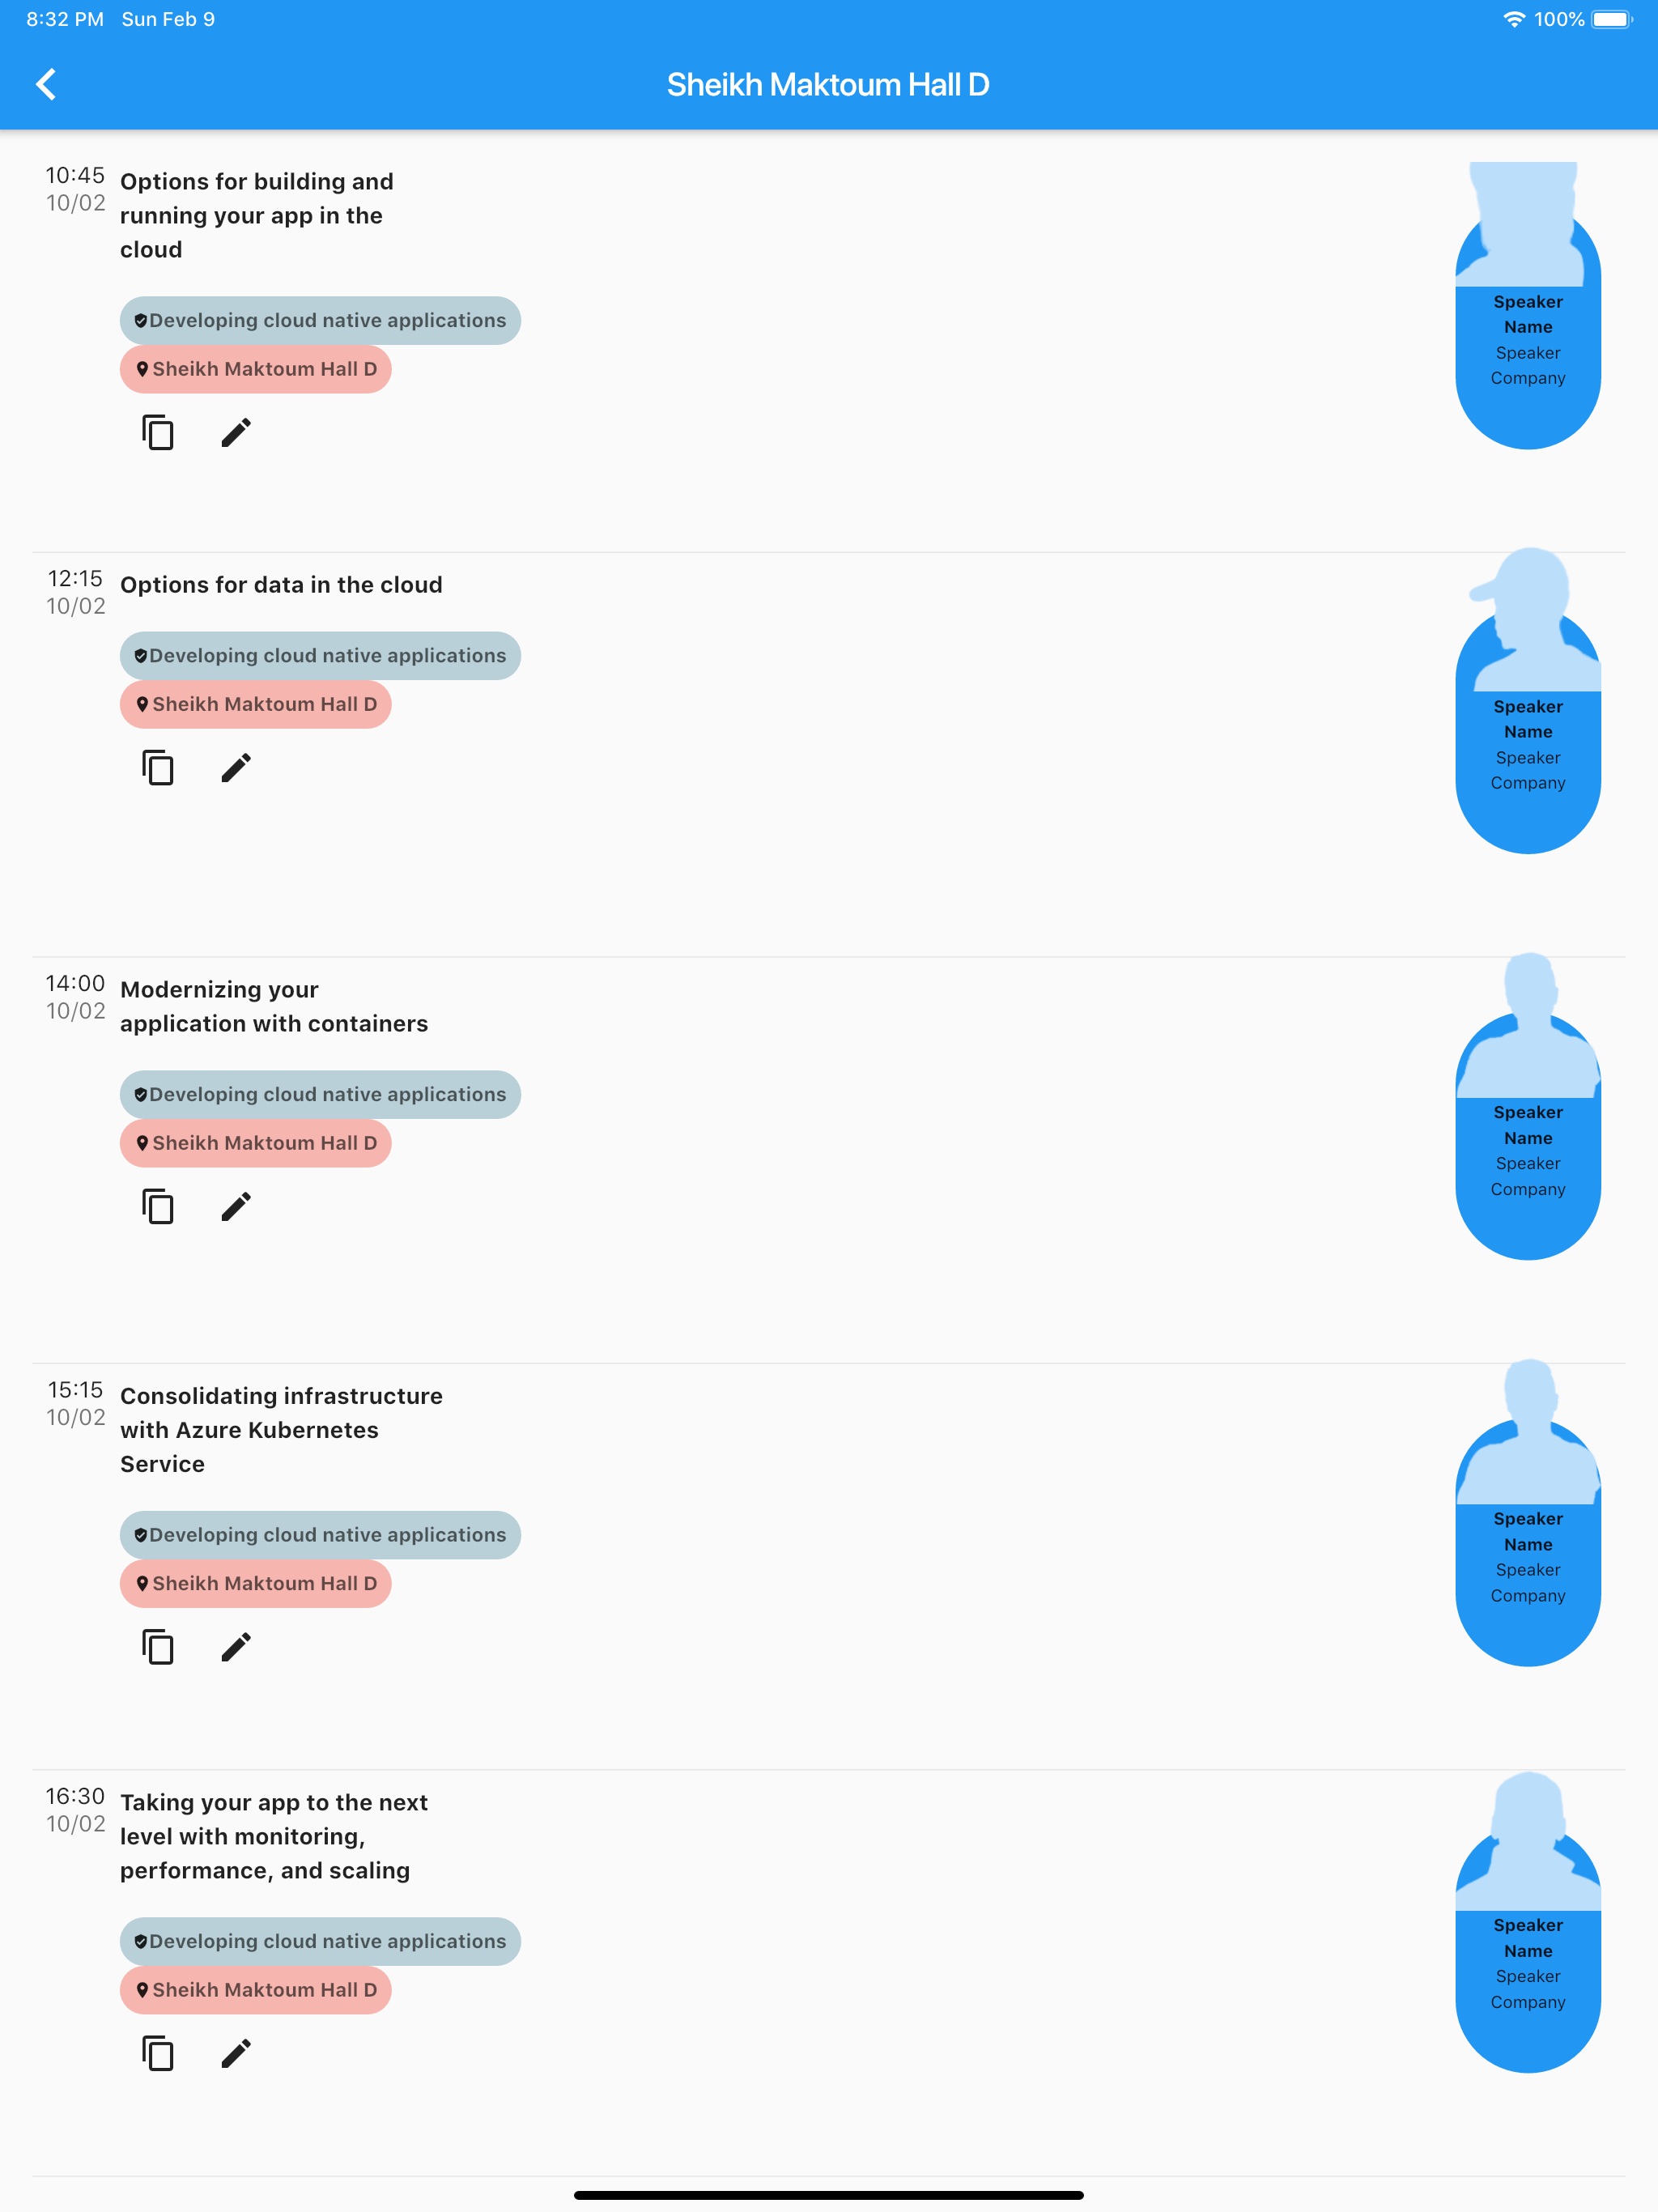 8:32 PM Sun Feb 9 100%
Sheikh Maktoum Hall D
10:45
10/02
Options for building and
running your app in the
cloud
Developing cloud native applications
Sheikh Maktoum Hall D
Speaker
Name
Speaker
Company
12:15
10/02
Options for data in the cloud
Developing cloud native applications
Sheikh Maktoum Hall D
Speaker
Name
Speaker
Company
14:00
10/02
Modernizing your
application with containers
Developing cloud native applications
Sheikh Maktoum Hall D
Speaker
Name
Speaker
Company
15:15
10/02
Consolidating infrastructure
with Azure Kubernetes
Service
Developing cloud native applications
Sheikh Maktoum Hall D
Speaker
Name
Speaker
Company
16:30
10/02
Taking your app to the next
level with monitoring,
performance, and scaling
Developing cloud native applications
Sheikh Maktoum Hall D
Speaker
Name
Speaker
Company